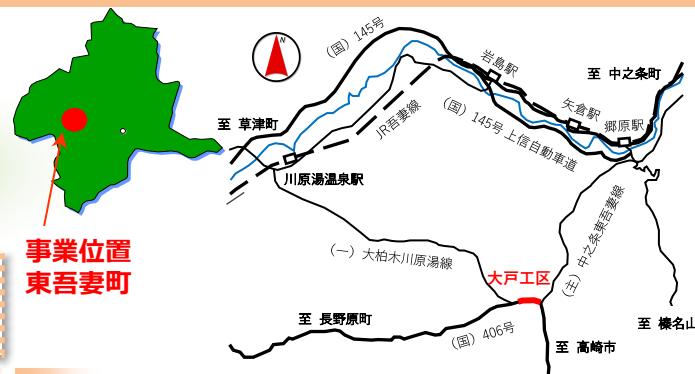 N
(国) 145号
岩島駅
至 中之条町
矢倉駅
郷原駅
至 草津町
JR吾妻線
(国) 145号 上信自動車道
川原湯温泉駅
事業位置
東吾妻町
(一) 大柏木川原湯線
(主) 中之条東吾妻線
大戸工区
至 長野原町
(国) 406号
至 高崎市
至 榛名山